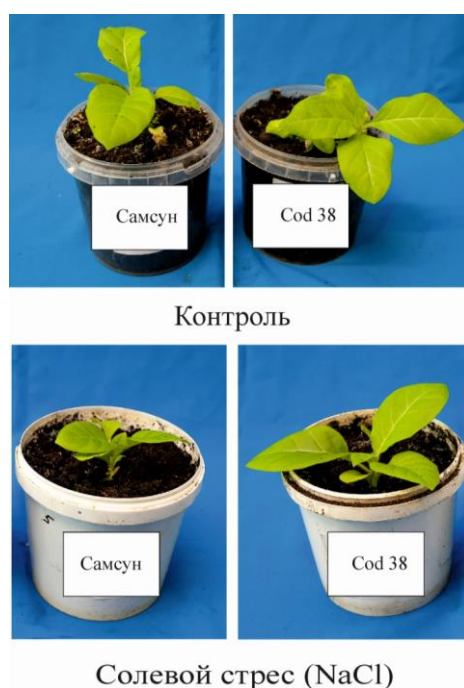 Самсун
Cod 38
Контроль
Самсун
Cod 38
Солевой стрес (NaCl)